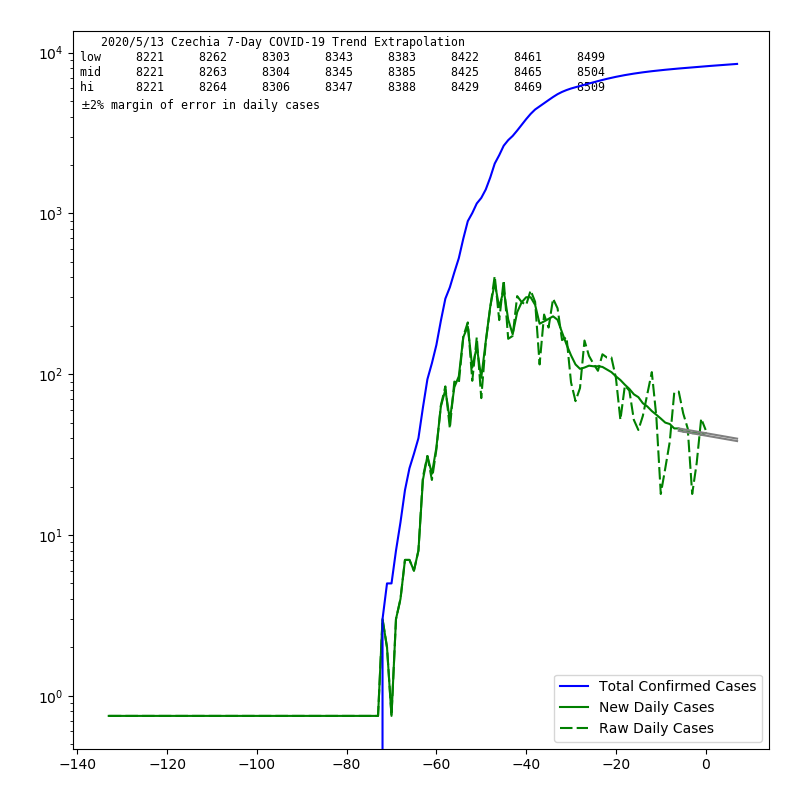 2020/5/13 Czechia 7-Day COVID-19 Trend Extrapolation
low 8221 8262 8303 8343 8383 8422 8461 8499
mid 8221 8263 8304 8345 8385 8425 8465 8504
hi 8221 8264 8306 8347 8388 8429 8469 8509
±2% margin of error in daily cases
10⁴
10³
10²
10¹
10⁰
−140 −120 −100 −80 −60 −40 −20 0
Total Confirmed Cases
New Daily Cases
Raw Daily Cases